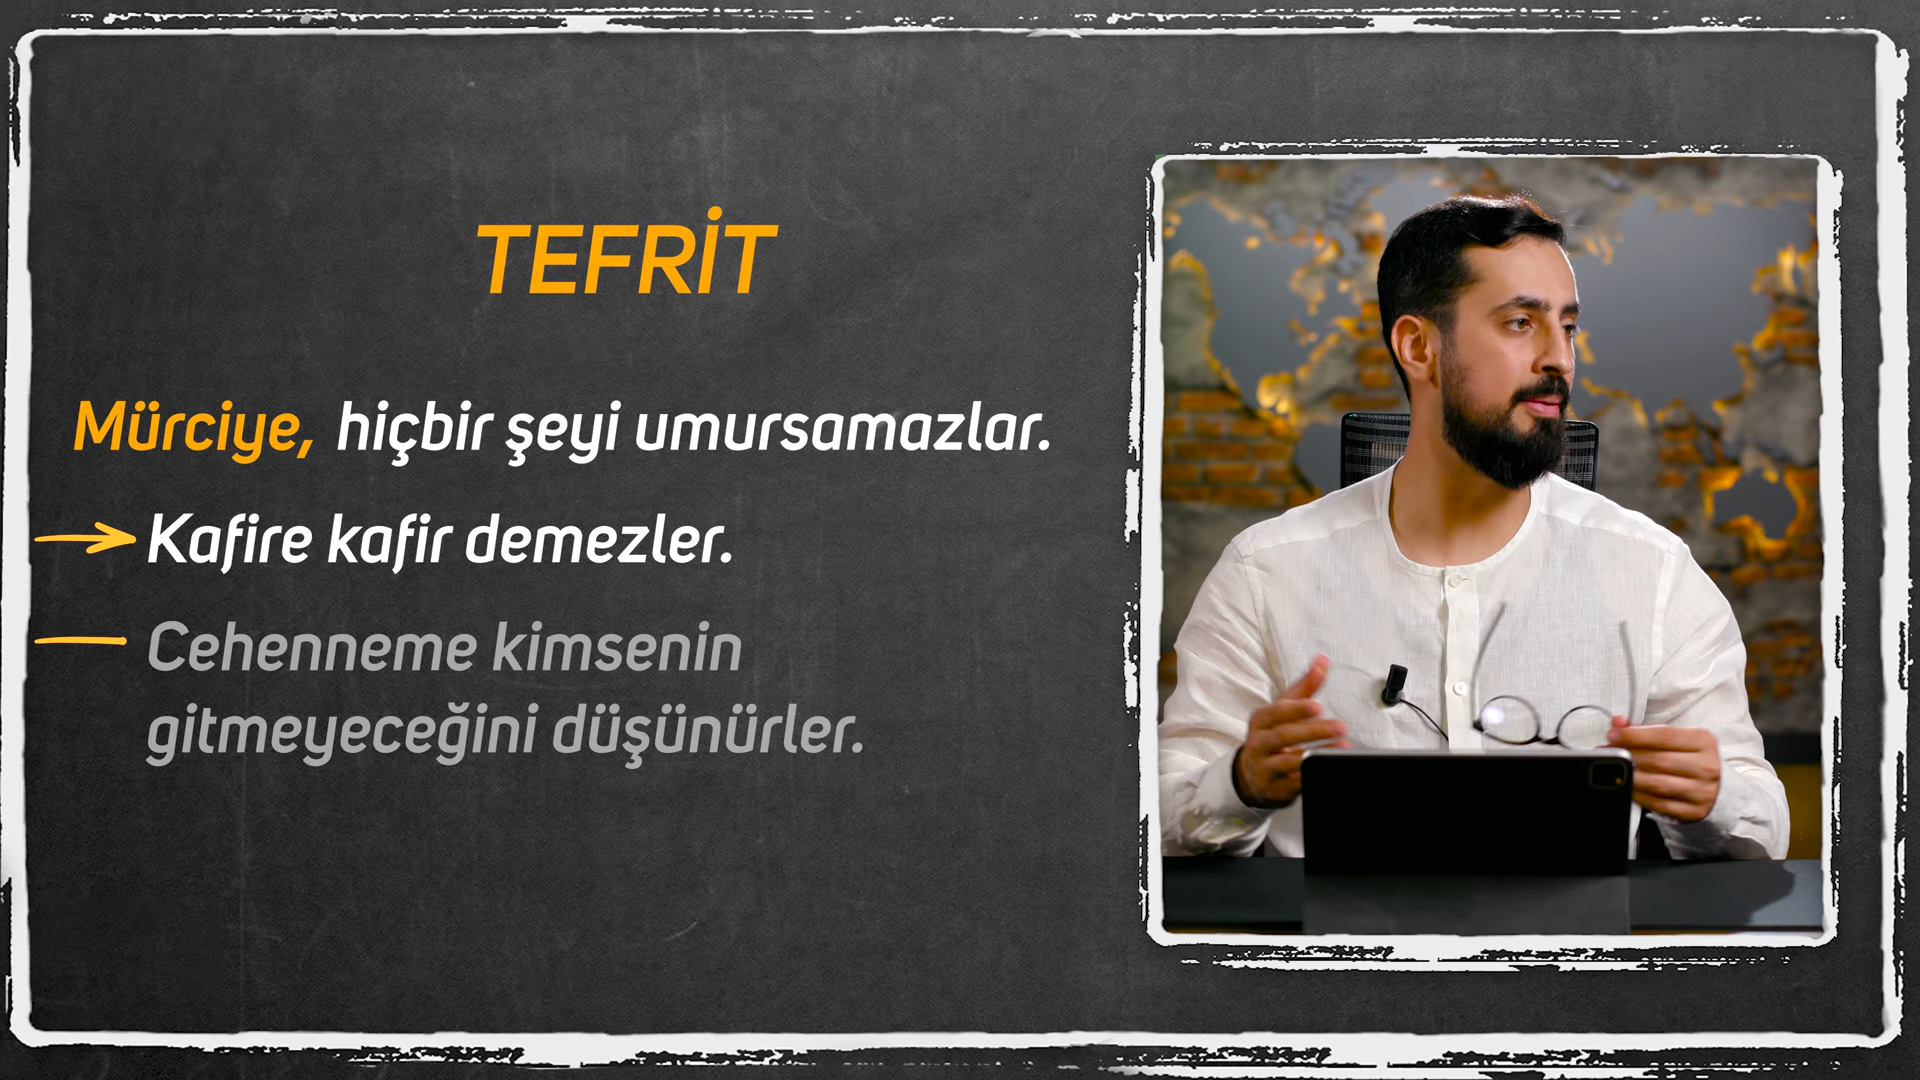 TEFRİT
Mürciye, hiçbir şeyi umursamazlar.
Kafire kafir demezler.
Cehenneme kimsenin
gitmeyeceğini düşünürler.